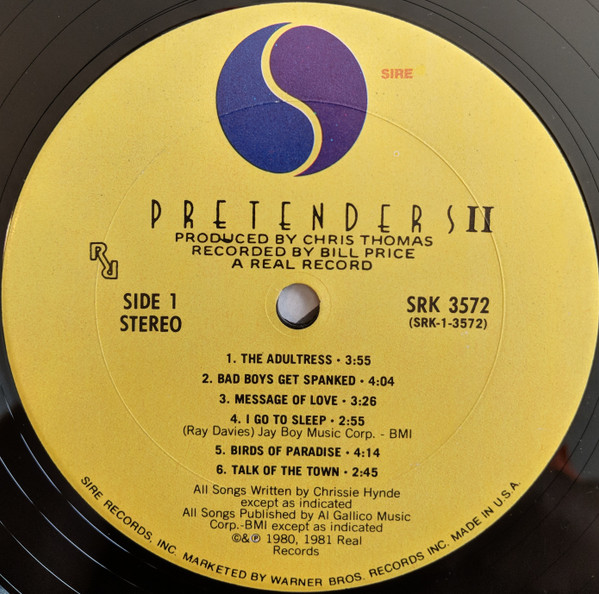 SIRE
PRETENDERS II
PRODUCED BY CHRIS THOMAS
RECORDED BY BILL PRICE
A REAL RECORD
SIDE 1
STEREO
SRK 3572
(SRK-1-3572)
1. THE ADULTRESS · 3:55
2. BAD BOYS GET SPANKED · 4:04
3. MESSAGE OF LOVE · 3:26
4. I GO TO SLEEP · 2:55
(Ray Davies) Jay Boy Music Corp. - BMI
5. BIRDS OF PARADISE · 4:14
6. TALK OF THE TOWN · 2:45
All Songs Written by Chrissie Hynde
except as indicated
All Songs Published by Al Gallico Music
Corp.-BMI except as indicated
©&℗ 1980, 1981 Real
Records
SIRE RECORDS, INC. MARKETED BY WARNER BROS. RECORDS INC. MADE IN U.S.A.